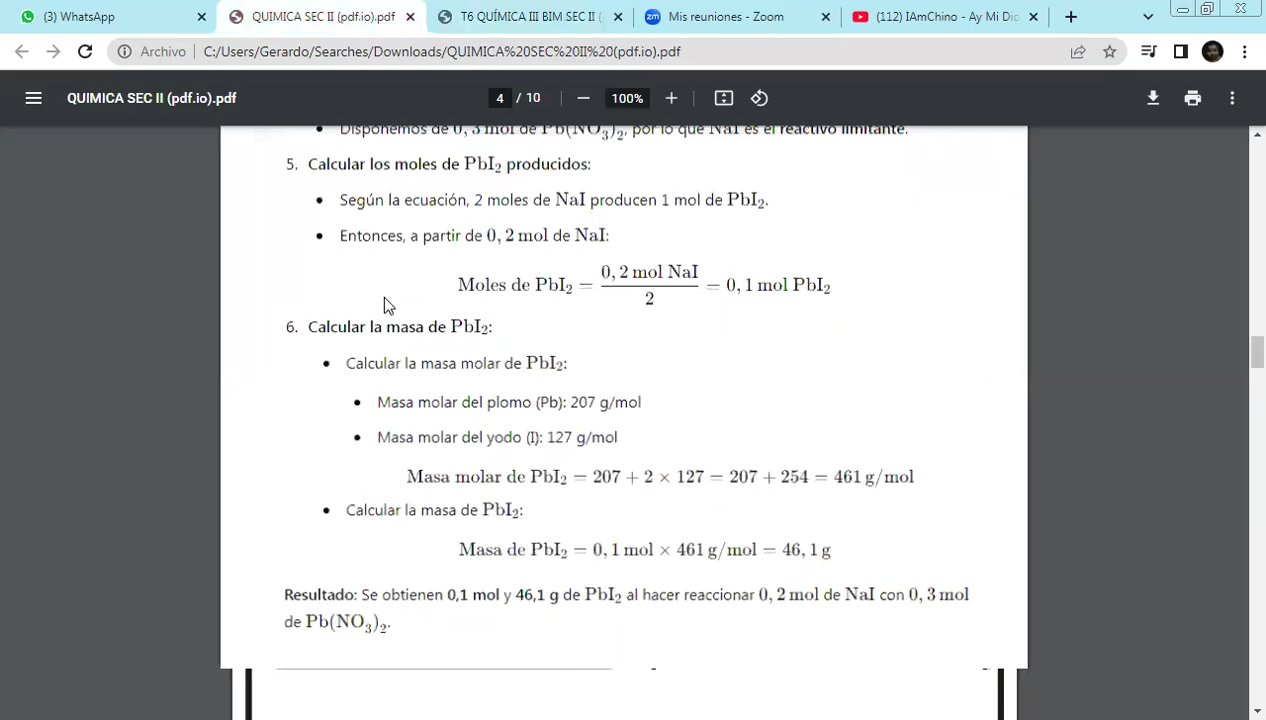 (3) WhatsApp
QUIMICA SEC II (pdf.io).pdf
T6 QUÍMICA III BIM SEC II (
Mis reuniones - Zoom
(112) IAmChino - Ay Mi Dio
Archivo
C:/Users/Gerardo/Searches/Downloads/QUIMICA%20SEC%20II%20(pdf.io).pdf
QUIMICA SEC II (pdf.io).pdf
4 / 10
100%
• Disponemos de 0,3 mol de Pb(NO₃)₂, por lo que NaI es el reactivo limitante.
5. Calcular los moles de PbI₂ producidos:
• Según la ecuación, 2 moles de NaI producen 1 mol de PbI₂.
• Entonces, a partir de 0,2 mol de NaI:
Moles de PbI₂ = 0,2 mol NaI / 2 = 0,1 mol PbI₂
6. Calcular la masa de PbI₂:
• Calcular la masa molar de PbI₂:
• Masa molar del plomo (Pb): 207 g/mol
• Masa molar del yodo (I): 127 g/mol
Masa molar de PbI₂ = 207 + 2 × 127 = 207 + 254 = 461 g/mol
• Calcular la masa de PbI₂:
Masa de PbI₂ = 0,1 mol × 461 g/mol = 46,1 g
Resultado: Se obtienen 0,1 mol y 46,1 g de PbI₂ al hacer reaccionar 0,2 mol de NaI con 0,3 mol
de Pb(NO₃)₂.